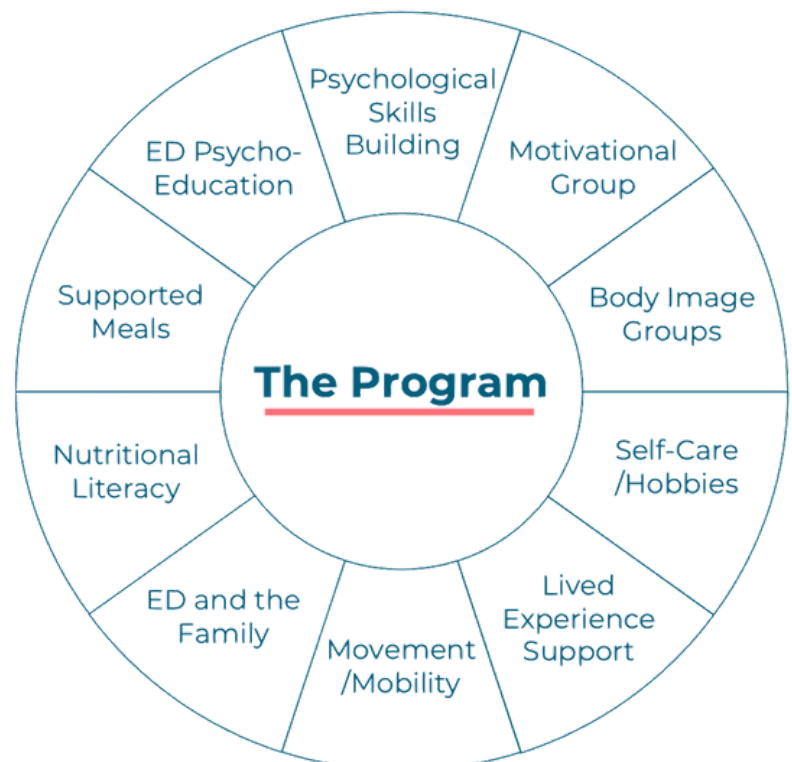 Psychological
Skills
Building
Motivational
Group
Body Image
Groups
Self-Care
/Hobbies
Lived
Experience
Support
Movement
/Mobility
ED and the
Family
Nutritional
Literacy
Supported
Meals
ED Psycho-
Education
The Program